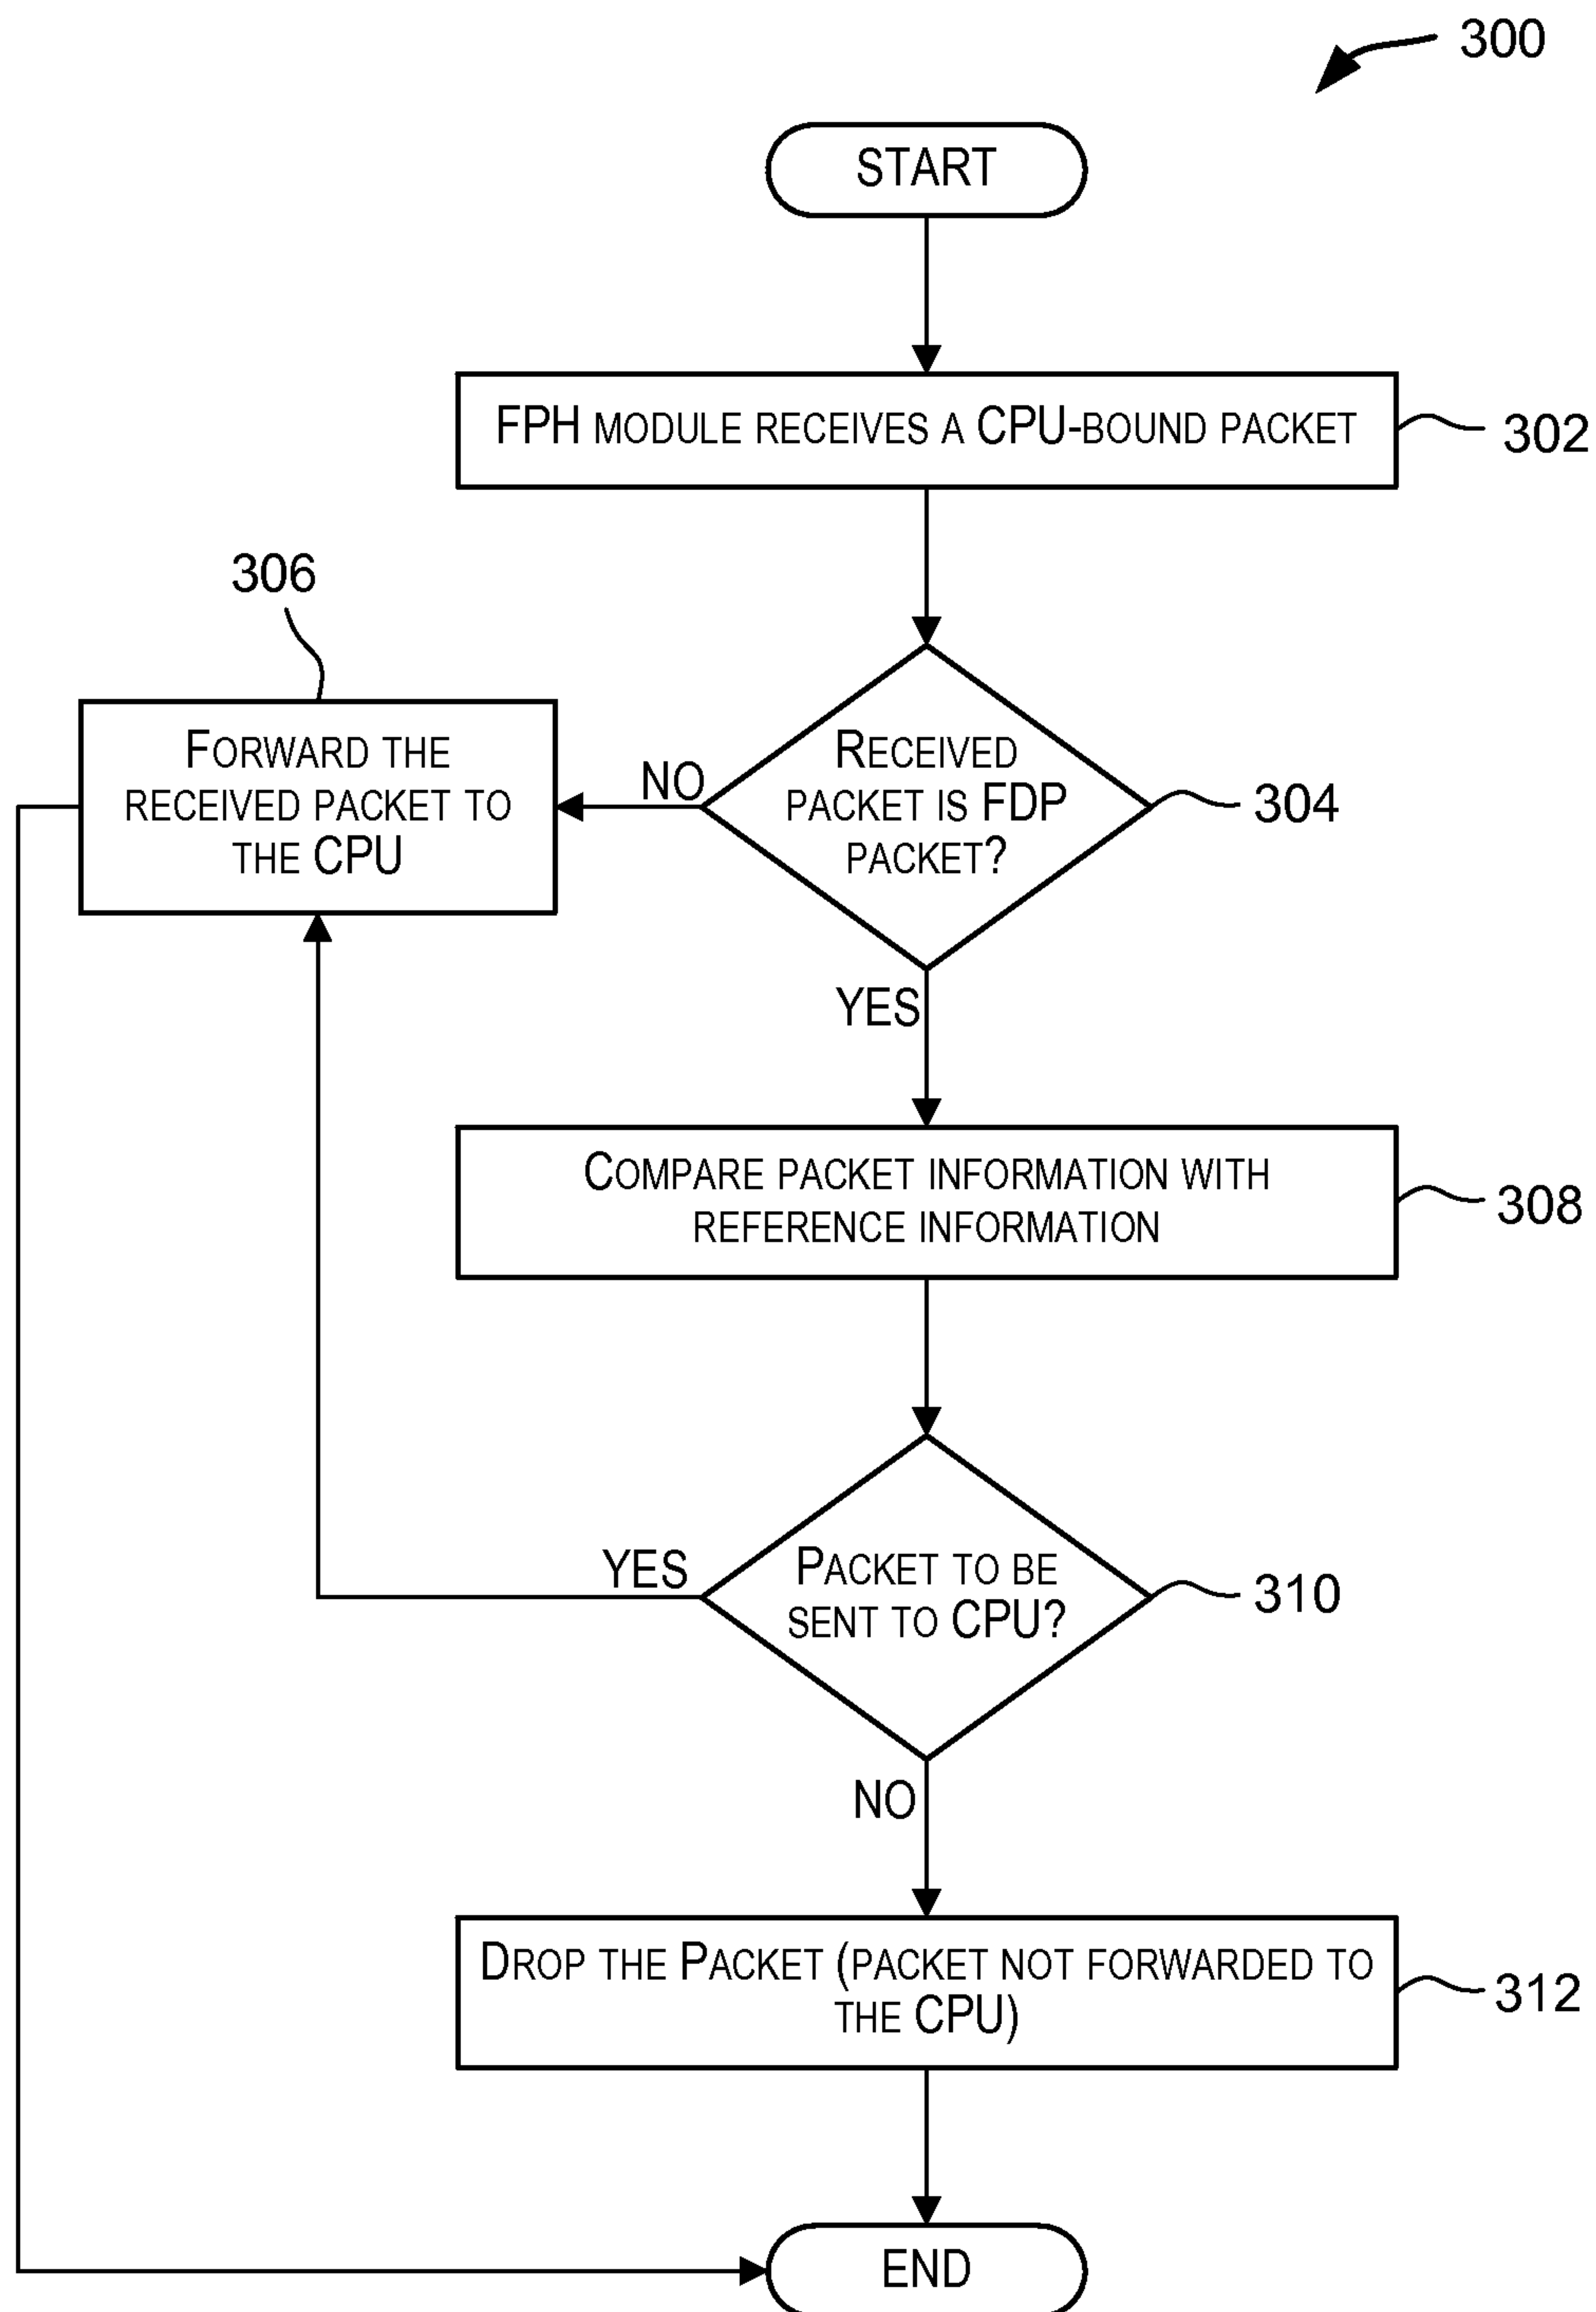 300
START
FPH MODULE RECEIVES A CPU-BOUND PACKET
302
306
FORWARD THE
RECEIVED PACKET TO
THE CPU
NO
RECEIVED
PACKET IS FDP
PACKET?
304
YES
COMPARE PACKET INFORMATION WITH
REFERENCE INFORMATION
308
YES
PACKET TO BE
SENT TO CPU?
310
NO
DROP THE PACKET (PACKET NOT FORWARDED TO
THE CPU)
312
END